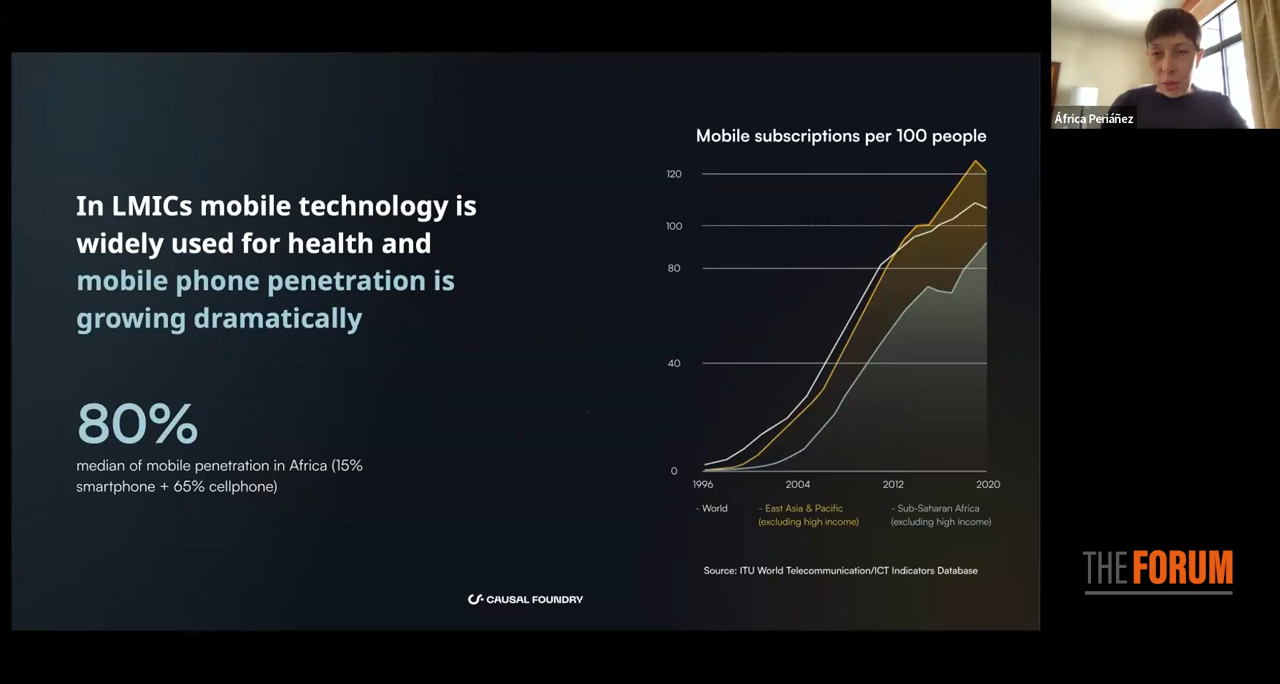 In LMICs mobile technology is
widely used for health and
mobile phone penetration is
growing dramatically
80%
median of mobile penetration in Africa (15%
smartphone + 65% cellphone)
Mobile subscriptions per 100 people
120
100
80
40
0
1996 2004 2012 2020
- World
- East Asia & Pacific
(excluding high income)
- Sub-Saharan Africa
(excluding high income)
Source: ITU World Telecommunication/ICT Indicators Database
CAUSAL FOUNDRY
África Periáñez
THE FORUM